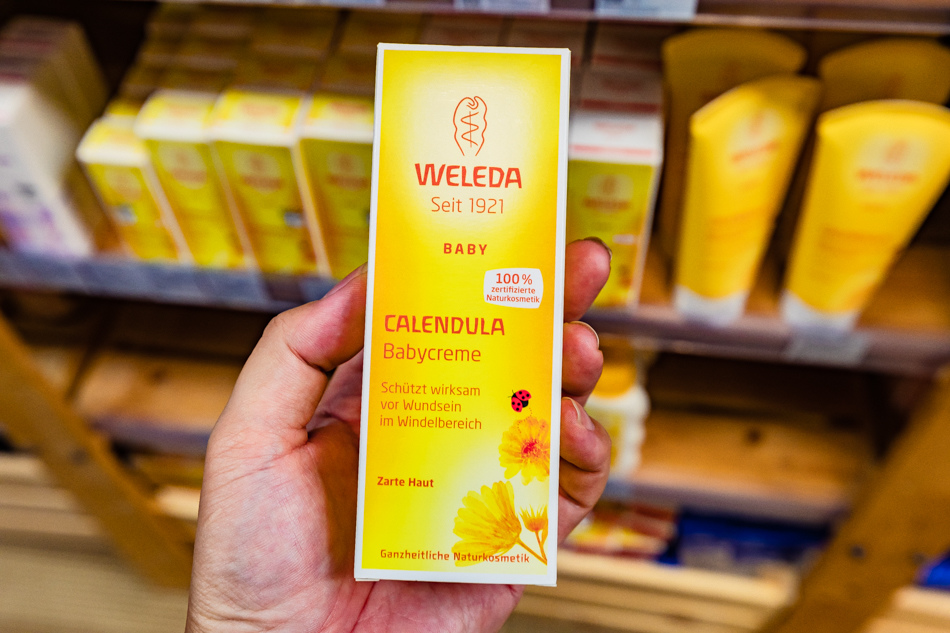 WELEDA
Seit 1921
BABY
100%
zertifizierte
Naturkosmetik
CALENDULA
Babycreme
Schützt wirksam
vor Wundsein
im Windelbereich
Zarte Haut
Ganzheitliche Naturkosmetik